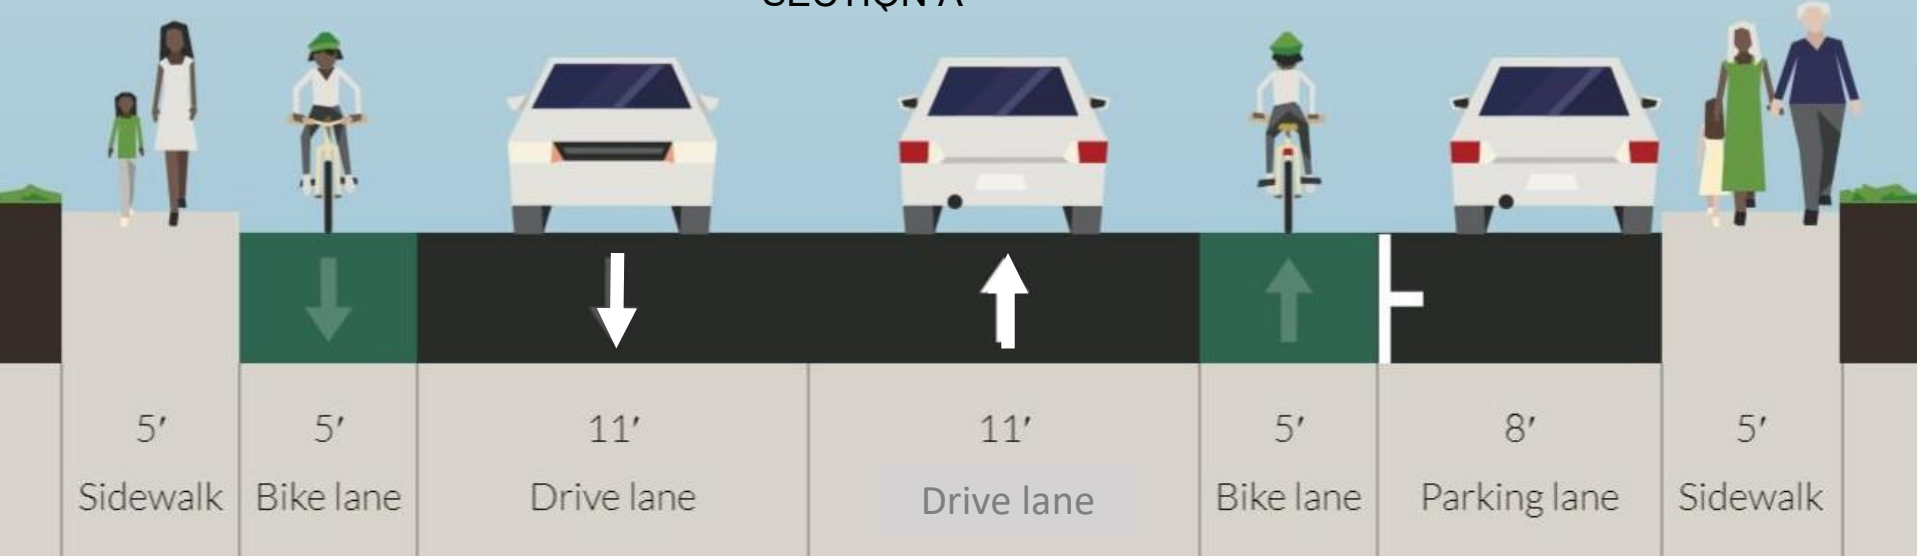 SECTION A
5′ 5′ 11′ 11′ 5′ 8′ 5′
Sidewalk Bike lane Drive lane Drive lane Bike lane Parking lane Sidewalk